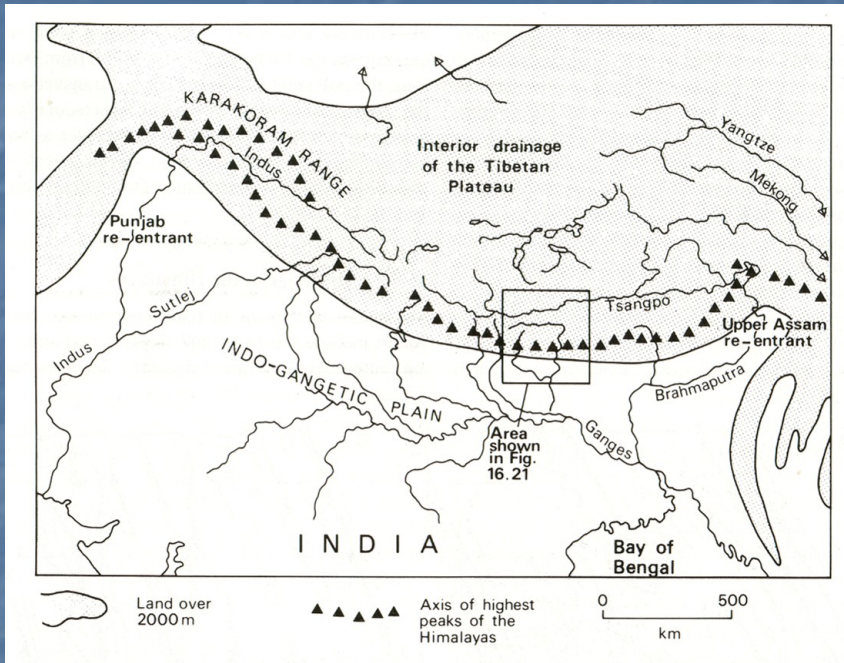 KARAKORAM RANGE
Indus
Interior drainage
of the Tibetan
Plateau
Yangtze
Mekong
Punjab
re-entrant
Sutlej
Tsangpo
Upper Assam
re-entrant
Indus
INDO-GANGETIC PLAIN
Brahmaputra
Ganges
Area
shown
in Fig.
16.21
INDIA
Bay of
Bengal
Land over
2000 m
Axis of highest
peaks of the
Himalayas
0 500
km